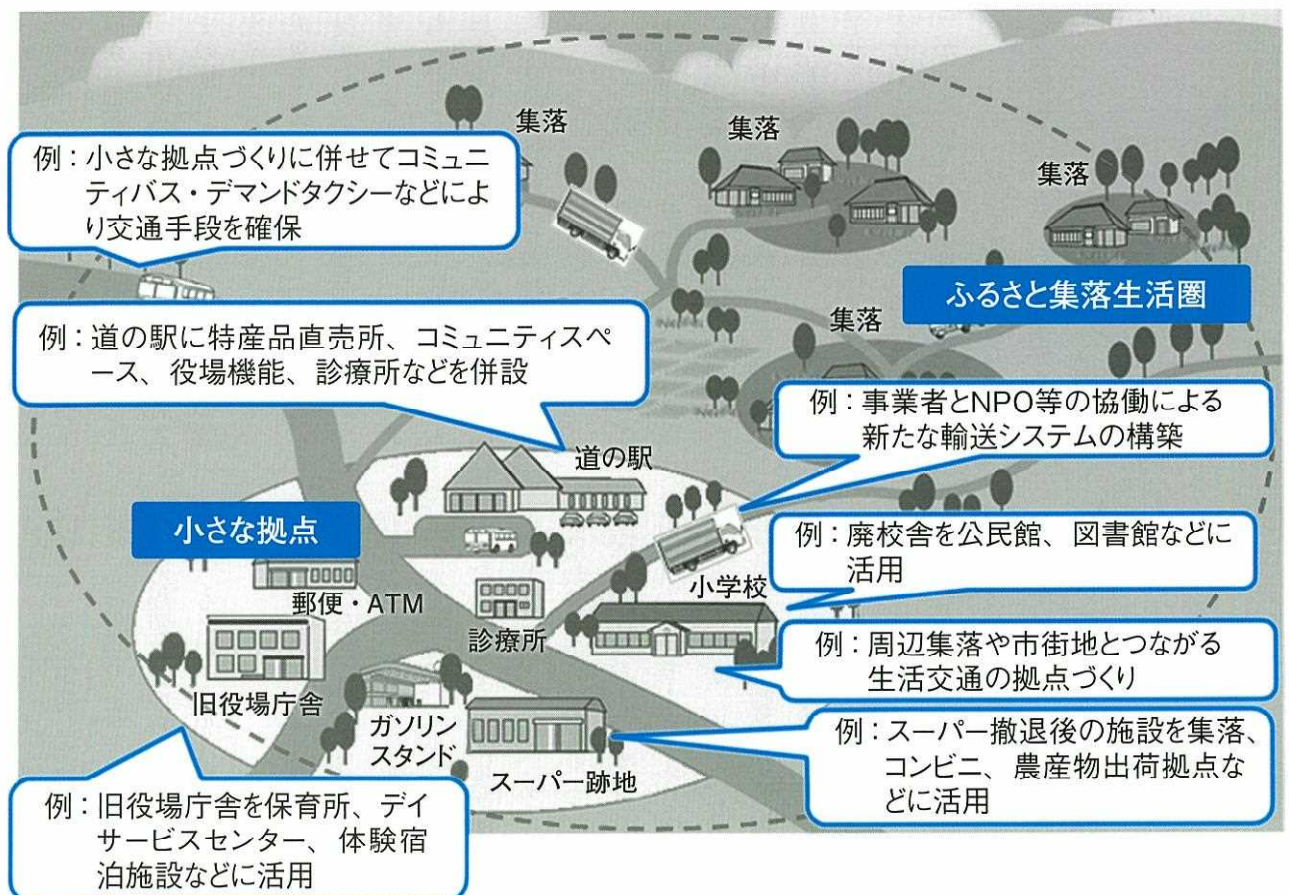 集落
集落
集落
例：小さな拠点づくりに併せてコミュニ
ティバス・デマンドタクシーなどによ
り交通手段を確保
ふるさと集落生活圏
例：道の駅に特産品直売所、コミュニティスペ
ース、役場機能、診療所などを併設
集落
例：事業者とNPO等の協働による
新たな輸送システムの構築
道の駅
小さな拠点
例：廃校舎を公民館、図書館などに
活用
小学校
郵便・ATM
診療所
例：周辺集落や市街地とつながる
生活交通の拠点づくり
旧役場庁舎
ガソリン
スタンド
スーパー跡地
例：スーパー撤退後の施設を集落、
コンビニ、農産物出荷拠点な
どに活用
例：旧役場庁舎を保育所、デイ
サービスセンター、体験宿
泊施設などに活用